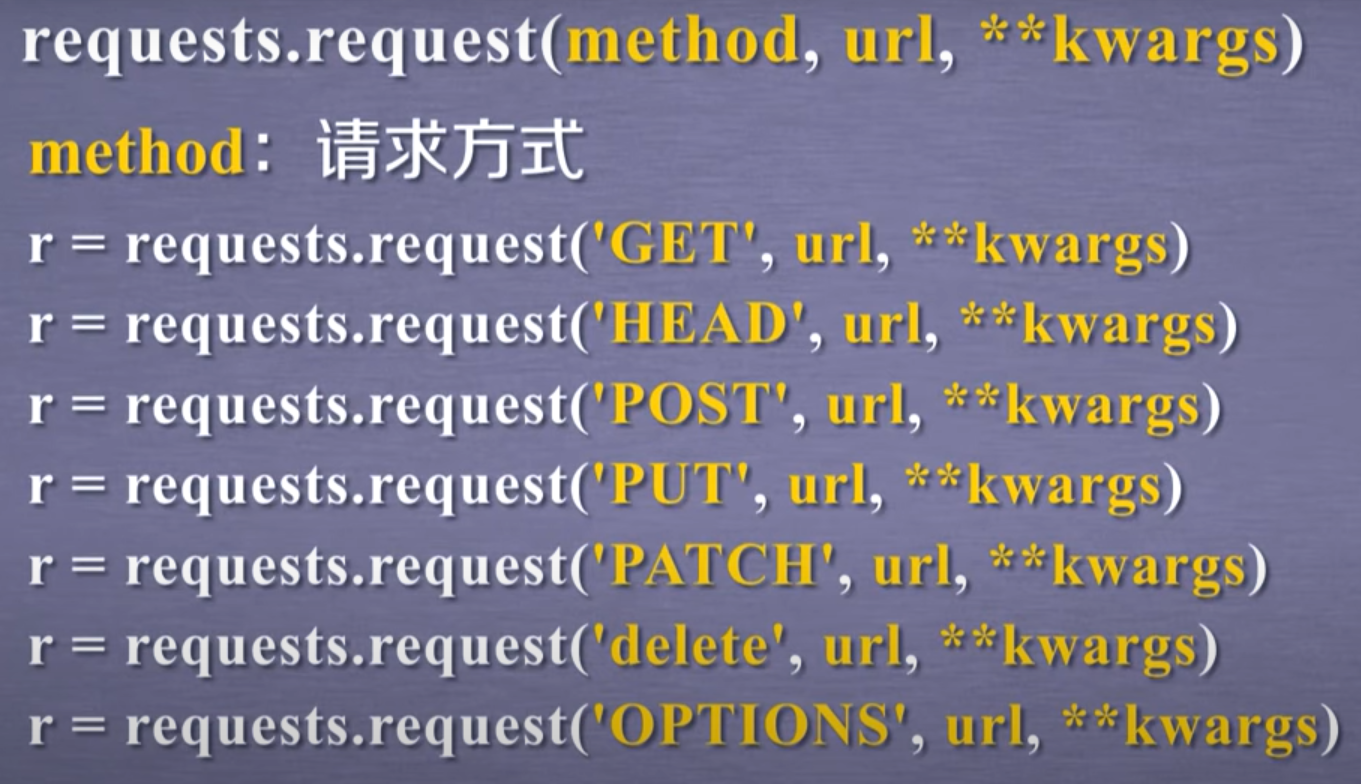 requests.request(method, url, **kwargs)
method：请求方式
r = requests.request('GET', url, **kwargs)
r = requests.request('HEAD', url, **kwargs)
r = requests.request('POST', url, **kwargs)
r = requests.request('PUT', url, **kwargs)
r = requests.request('PATCH', url, **kwargs)
r = requests.request('delete', url, **kwargs)
r = requests.request('OPTIONS', url, **kwargs)